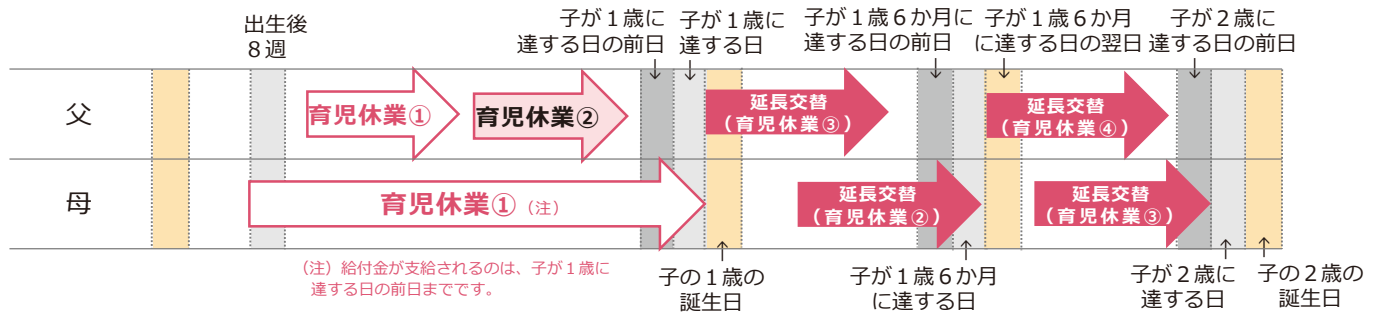 出生後
８週
子が１歳に
達する日の前日
子が１歳に
達する日
子が１歳６か月に
達する日の前日
子が１歳６か月
に達する日の翌日
子が２歳に
達する日の前日
父
育児休業①
育児休業②
延長交替
（育児休業③）
延長交替
（育児休業④）
母
育児休業①（注）
延長交替
（育児休業②）
延長交替
（育児休業③）
（注）給付金が支給されるのは、子が１歳に
達する日の前日までです。
子の１歳の
誕生日
子が１歳６か月
に達する日
子が２歳に
達する日
子の２歳の
誕生日